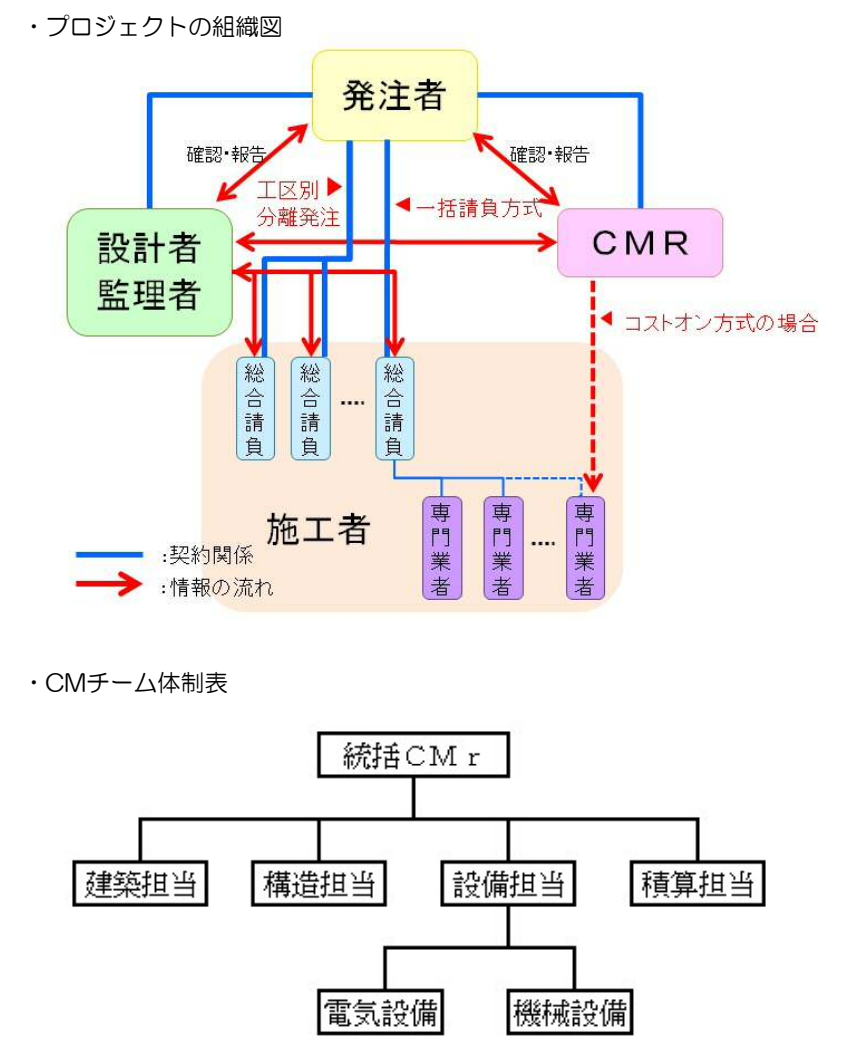 ・プロジェクトの組織図
発注者
確認・報告
確認・報告
工区別
分離発注
一括請負方式
設計者
監理者
ＣＭＲ
コストオン方式の場合
総合請負
総合請負
‥‥
総合請負
施工者
専門業者
専門業者
‥‥
専門業者
:契約関係
:情報の流れ
・CMチーム体制表
統括ＣＭｒ
建築担当
構造担当
設備担当
積算担当
電気設備
機械設備